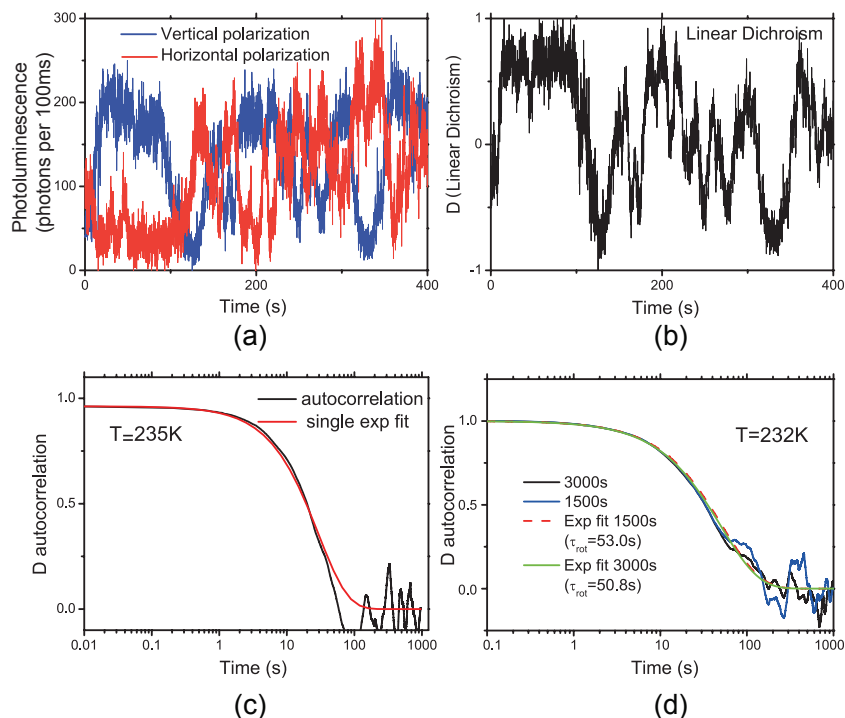 Vertical polarization
Horizontal polarization
Photoluminescence
(photons per 100ms)
300
200
100
0
0
200
400
Time (s)
(a)
Linear Dichroism
D (Linear Dichroism)
1
0
-1
0
200
400
Time (s)
(b)
autocorrelation
single exp fit
T=235K
D autocorrelation
1.0
0.5
0.0
0.01
0.1
1
10
100
1000
Time (s)
(c)
T=232K
3000s
1500s
Exp fit 1500s
(τrot=53.0s)
Exp fit 3000s
(τrot=50.8s)
D autocorrelation
1.0
0.5
0.0
0.1
1
10
100
1000
Time (s)
(d)